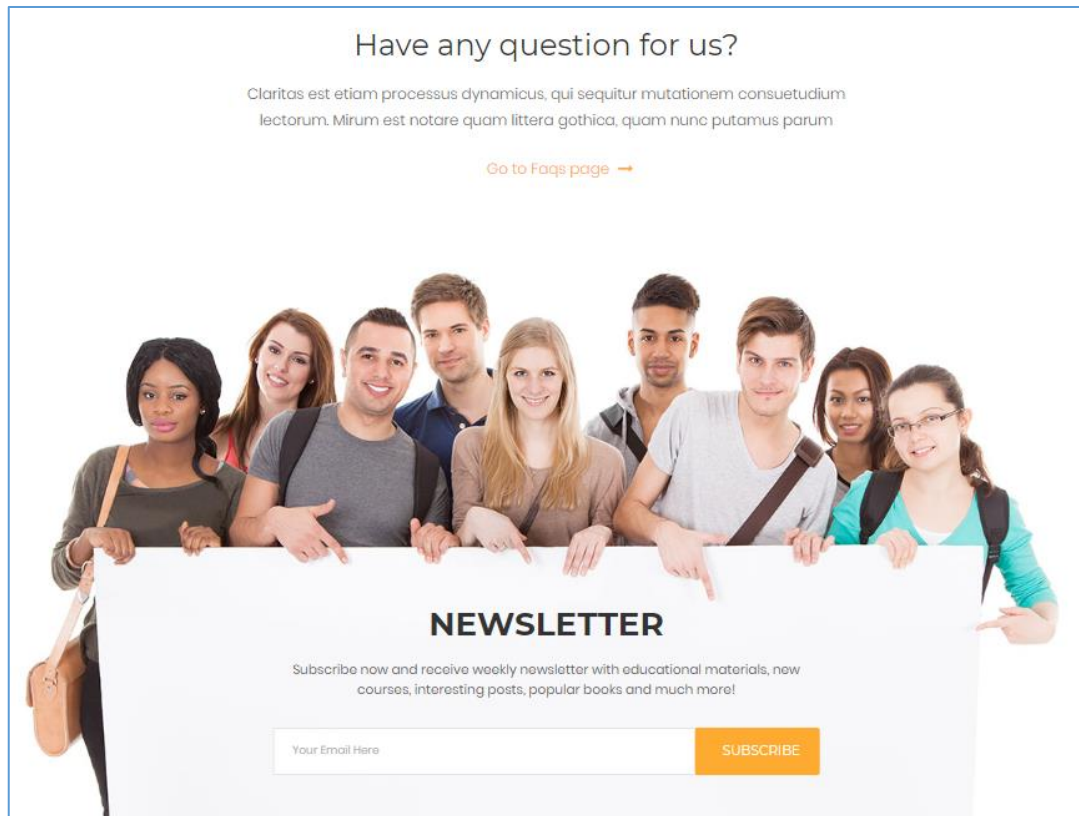 Have any question for us?
Claritas est etiam processus dynamicus, qui sequitur mutationem consuetudium
lectorum. Mirum est notare quam littera gothica, quam nunc putamus parum
Go to Faqs page →
NEWSLETTER
Subscribe now and receive weekly newsletter with educational materials, new
courses, interesting posts, popular books and much more!
Your Email Here
SUBSCRIBE